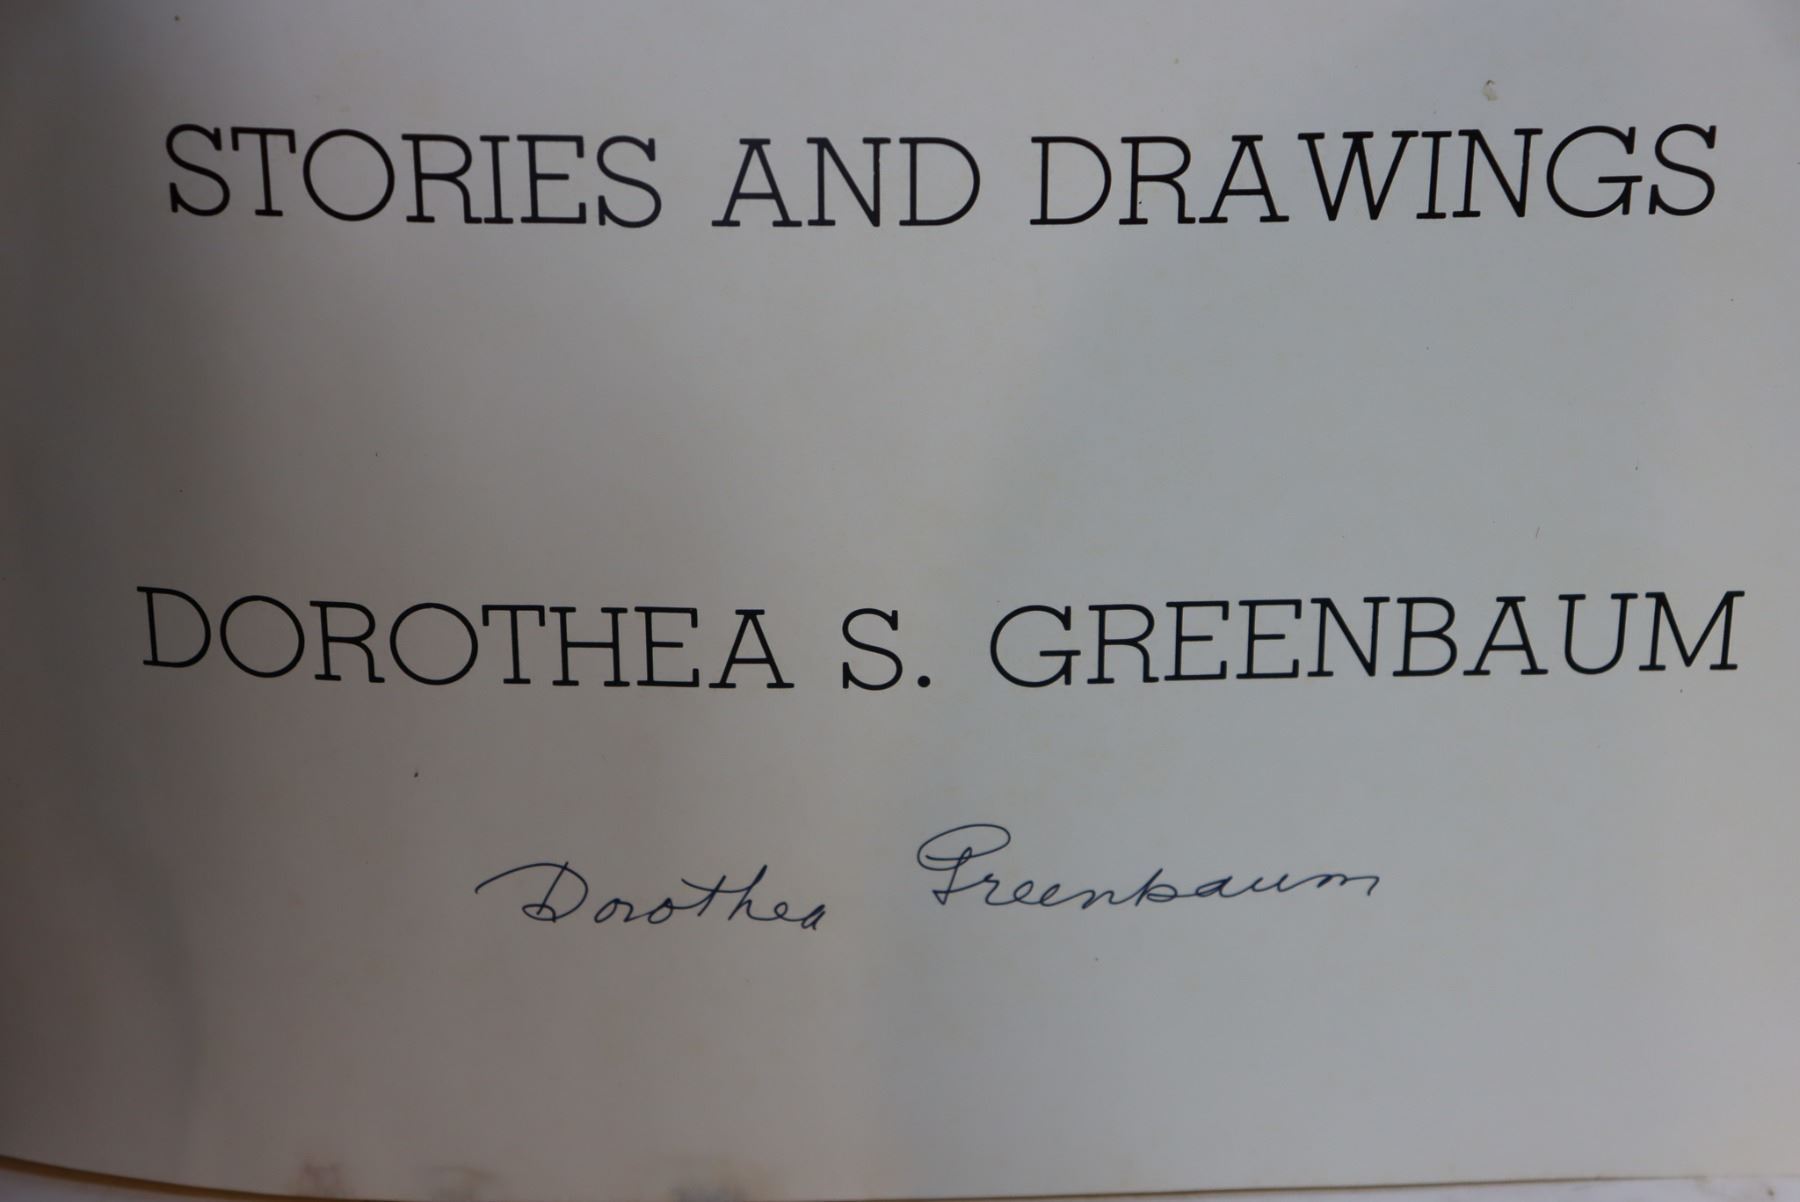 STORIES AND DRAWINGS
DOROTHEA S. GREENBAUM
Dorothea Greenbaum